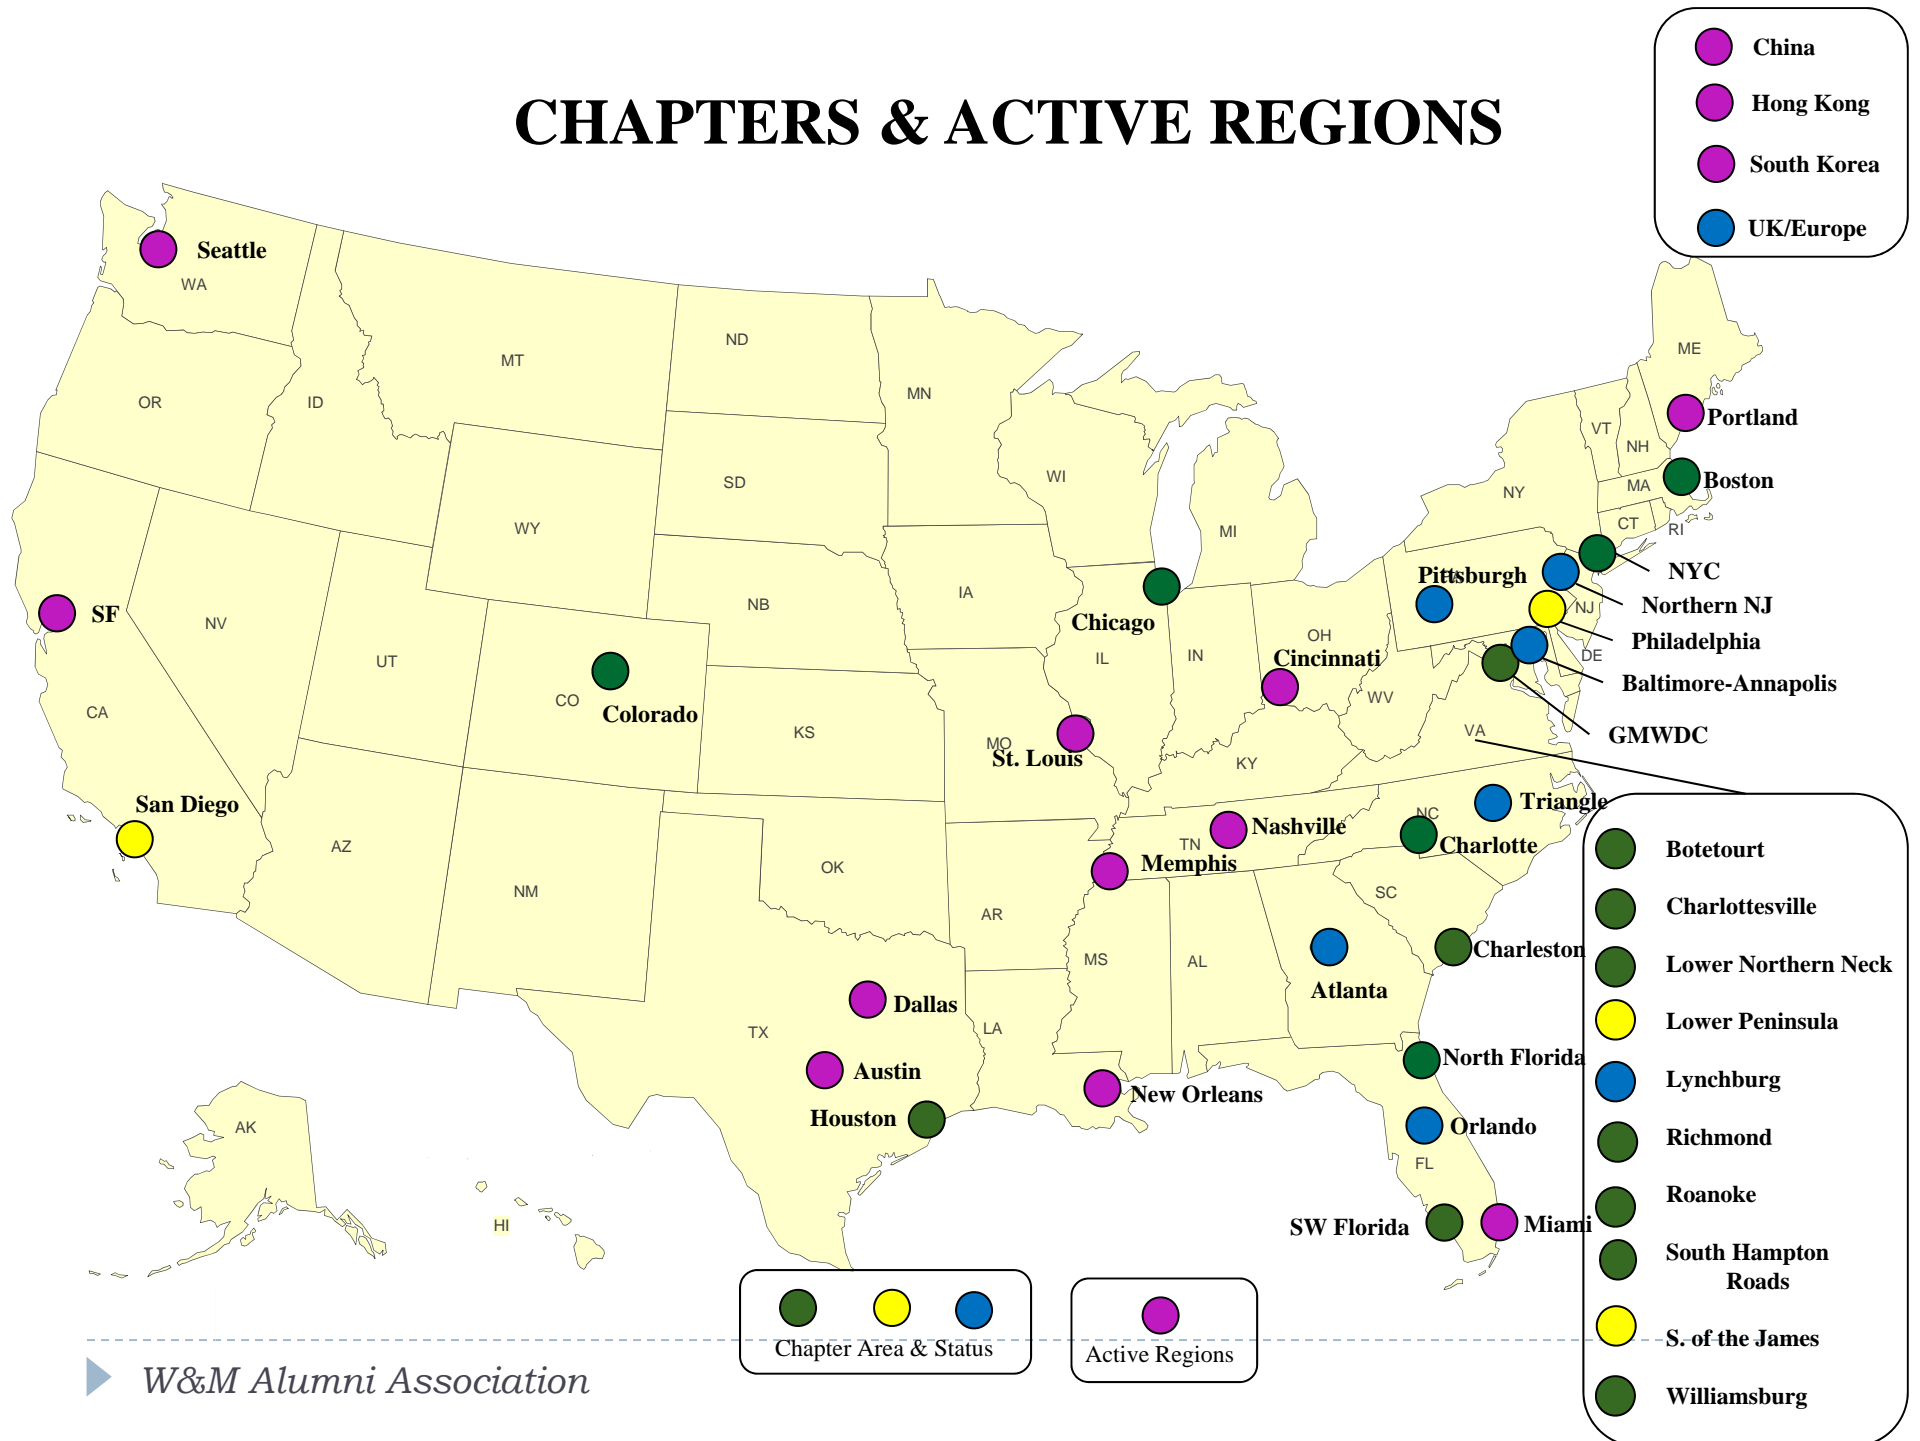 CHAPTERS & ACTIVE REGIONS
China
Hong Kong
South Korea
UK/Europe
Seattle
WA
OR
ID
MT
ND
MN
SD
WY
WI
MI
NY
VT
NH
ME
Portland
MA
Boston
CT
RI
NYC
Pittsburgh
Northern NJ
NJ
Philadelphia
DE
Baltimore-Annapolis
GMWDC
SF
NV
UT
CA
CO
Colorado
NB
IA
Chicago
IL
IN
OH
Cincinnati
WV
VA
KS
MO
St. Louis
KY
San Diego
AZ
NM
OK
AR
TN
Nashville
Memphis
NC
Triangle
Charlotte
SC
Charleston
MS
AL
Atlanta
Dallas
TX
LA
Austin
Houston
New Orleans
North Florida
Orlando
FL
SW Florida
Miami
AK
HI
Botetourt
Charlottesville
Lower Northern Neck
Lower Peninsula
Lynchburg
Richmond
Roanoke
South Hampton
Roads
S. of the James
Williamsburg
Chapter Area & Status
Active Regions
W&M Alumni Association